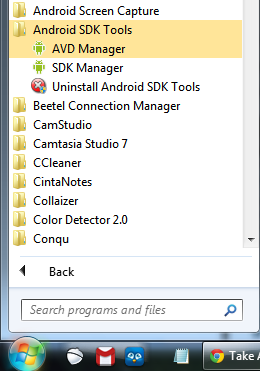 Android Screen Capture
Android SDK Tools
AVD Manager
SDK Manager
Uninstall Android SDK Tools
Beetel Connection Manager
CamStudio
Camtasia Studio 7
CCleaner
CintaNotes
Collaizer
Color Detector 2.0
Conqu
Back
Search programs and files
Take A